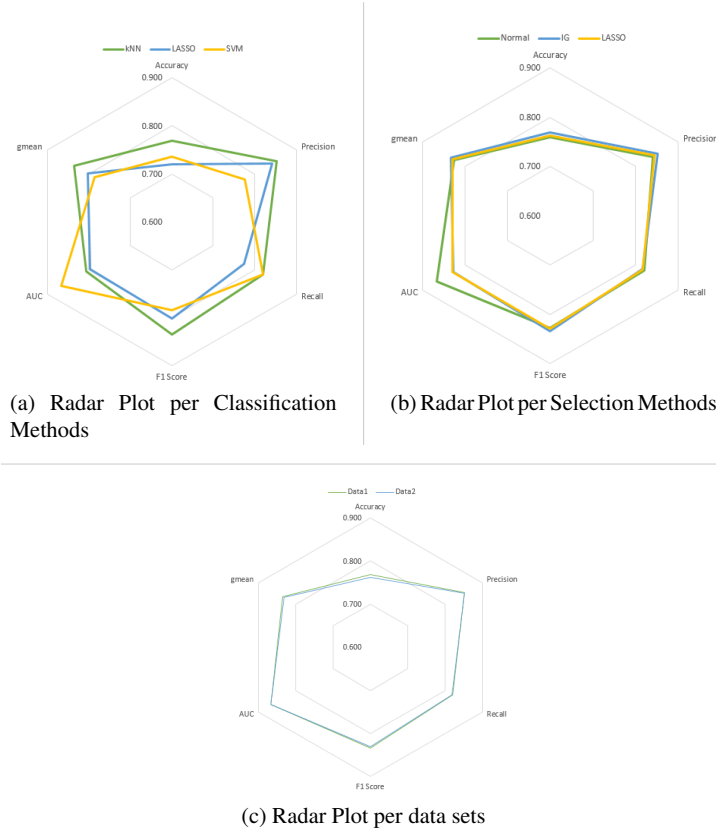 kNN LASSO SVM
Accuracy
0.900
0.800
gmean
Precision
0.700
0.600
AUC
Recall
F1 Score
(a) Radar Plot per Classification
Methods
Normal IG LASSO
Accuracy
0.900
0.800
gmean
Precision
0.700
0.600
AUC
Recall
F1 Score
(b) Radar Plot per Selection Methods
Data1 Data2
Accuracy
0.900
0.800
gmean
Precision
0.700
0.600
AUC
Recall
F1 Score
(c) Radar Plot per data sets